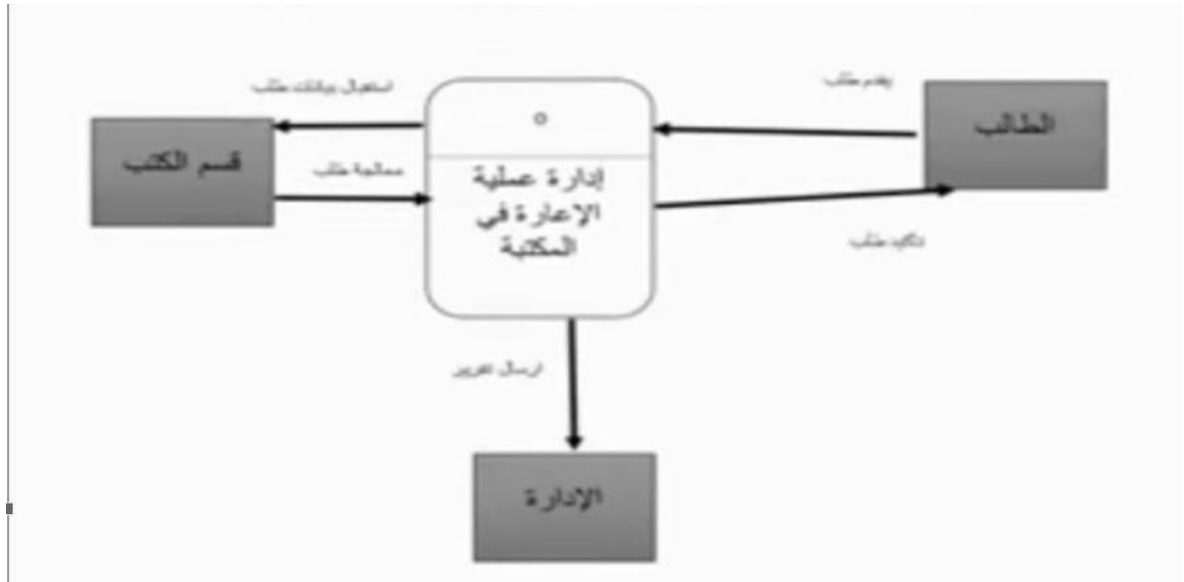 يقدم طلب
الطالب
استقبال بيانات طلب
0
قسم الكتب
معالجة طلب
إدارة عملية
الإعارة في
المكتبة
تأكيد طلب
ارسال تقرير
الإدارة